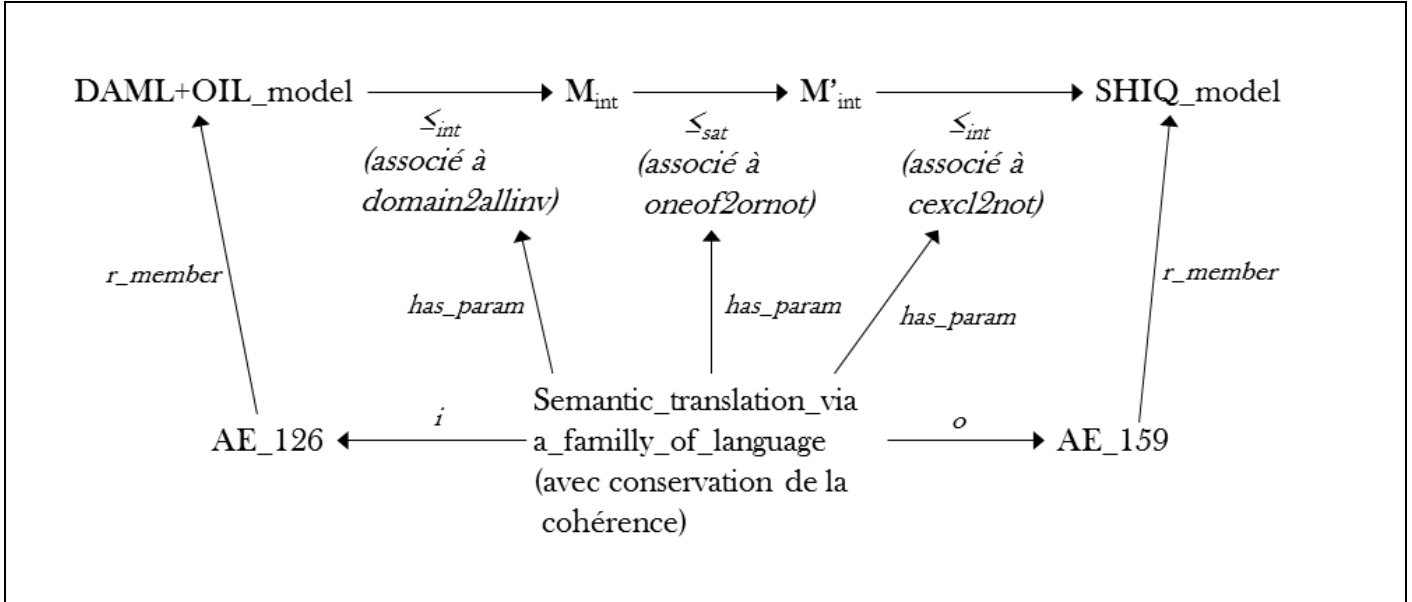 DAML+OIL_model M_int M'_int SHIQ_model
≤_int ≤_sat ≤_int
(associé à (associé à (associé à
domain2allinv) oneof2ornot) cexcl2not)
r_member r_member
has_param has_param has_param
Semantic_translation_via
AE_126 i a_familly_of_language o AE_159
(avec conservation de la
cohérence)